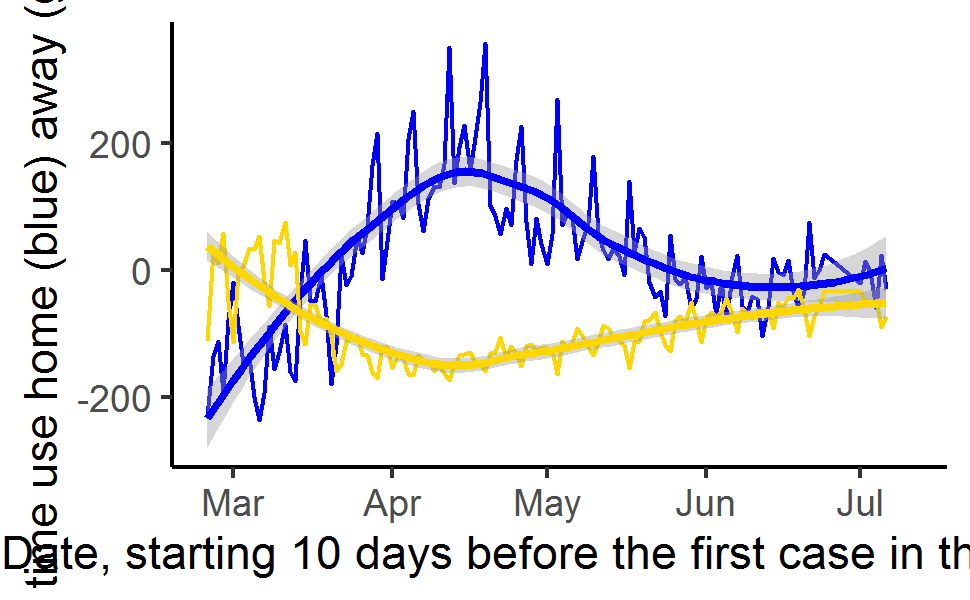 time use home (blue) away (
200
0
-200
Mar Apr May Jun Jul
Date, starting 10 days before the first case in th